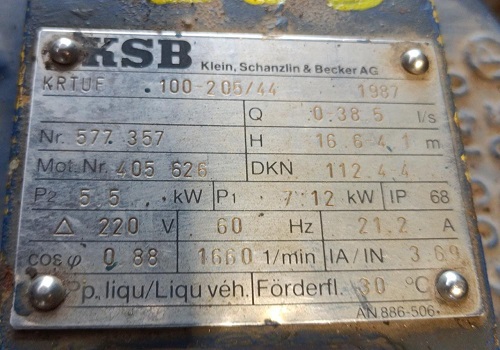 KSB Klein, Schanzlin & Becker AG
KRTUF .100-205/44 1987
Q 0.38.5 l/s
Nr. 577.357 H 16.6-4.1 m
Mot.Nr. 405 526 DKN 112.4.4
P2 5.5 kW P1 7.12 kW IP 68
△ 220 V 60 Hz 21.2 A
cos φ 0.88 1660 1/min IA/IN 3.69
Pp. liqu/Liqu véh. Förderfl. 30 °C
AN 886-506